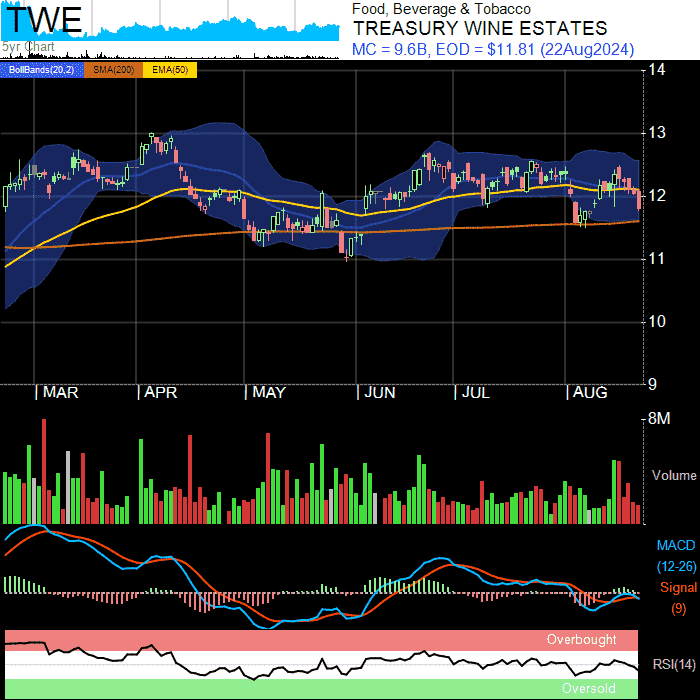 TWE
5yr Chart
Food, Beverage & Tobacco
TREASURY WINE ESTATES
MC = 9.6B, EOD = $11.81 (22Aug2024)
BollBands(20,2) SMA(200) EMA(50)
14
13
12
11
10
9
| MAR | APR | MAY | JUN | JUL | AUG
8M
Volume
MACD
(12-26)
Signal
(9)
Overbought
RSI(14)
Oversold